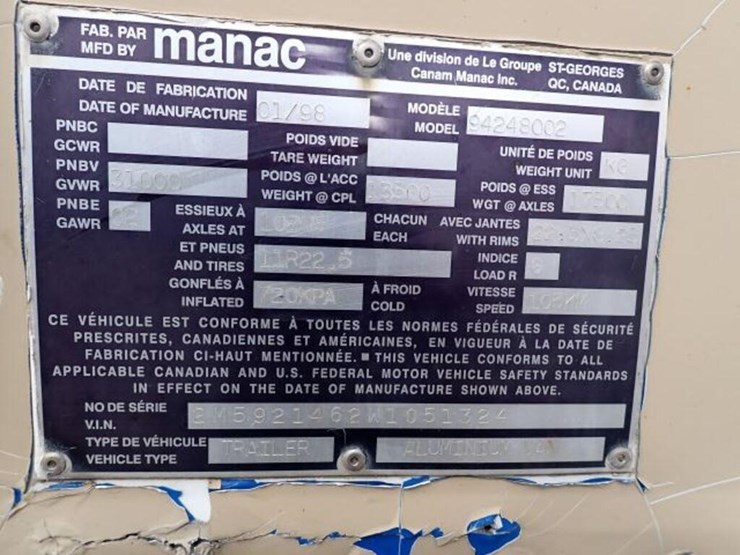 FAB. PAR
MFD BY
manac
Une division de Le Groupe
Canam Manac Inc.
ST-GEORGES
QC, CANADA
DATE DE FABRICATION
DATE OF MANUFACTURE
01/98
MODÈLE
MODEL
94248002
PNBC
GCWR
POIDS VIDE
TARE WEIGHT
UNITÉ DE POIDS
WEIGHT UNIT
KG
PNBV
GVWR
31000
POIDS @ L'ACC
WEIGHT @ CPL
13500
POIDS @ ESS
WGT @ AXLES
17500
PNBE
GAWR
ESSIEUX À
AXLES AT
CHACUN
EACH
AVEC JANTES
WITH RIMS
ET PNEUS
AND TIRES
11R22.5
INDICE
LOAD R
GONFLÉS À
INFLATED
720KPA
À FROID
COLD
VITESSE
SPEED
CE VÉHICULE EST CONFORME À TOUTES LES NORMES FÉDÉRALES DE SÉCURITÉ
PRESCRITES, CANADIENNES ET AMÉRICAINES, EN VIGUEUR À LA DATE DE
FABRICATION CI-HAUT MENTIONNÉE. ■ THIS VEHICLE CONFORMS TO ALL
APPLICABLE CANADIAN AND U.S. FEDERAL MOTOR VEHICLE SAFETY STANDARDS
IN EFFECT ON THE DATE OF MANUFACTURE SHOWN ABOVE.
NO DE SÉRIE
V.I.N.
2M5921462W1051324
TYPE DE VÉHICULE
VEHICLE TYPE
TRAILER
ALUMINIUM VAN